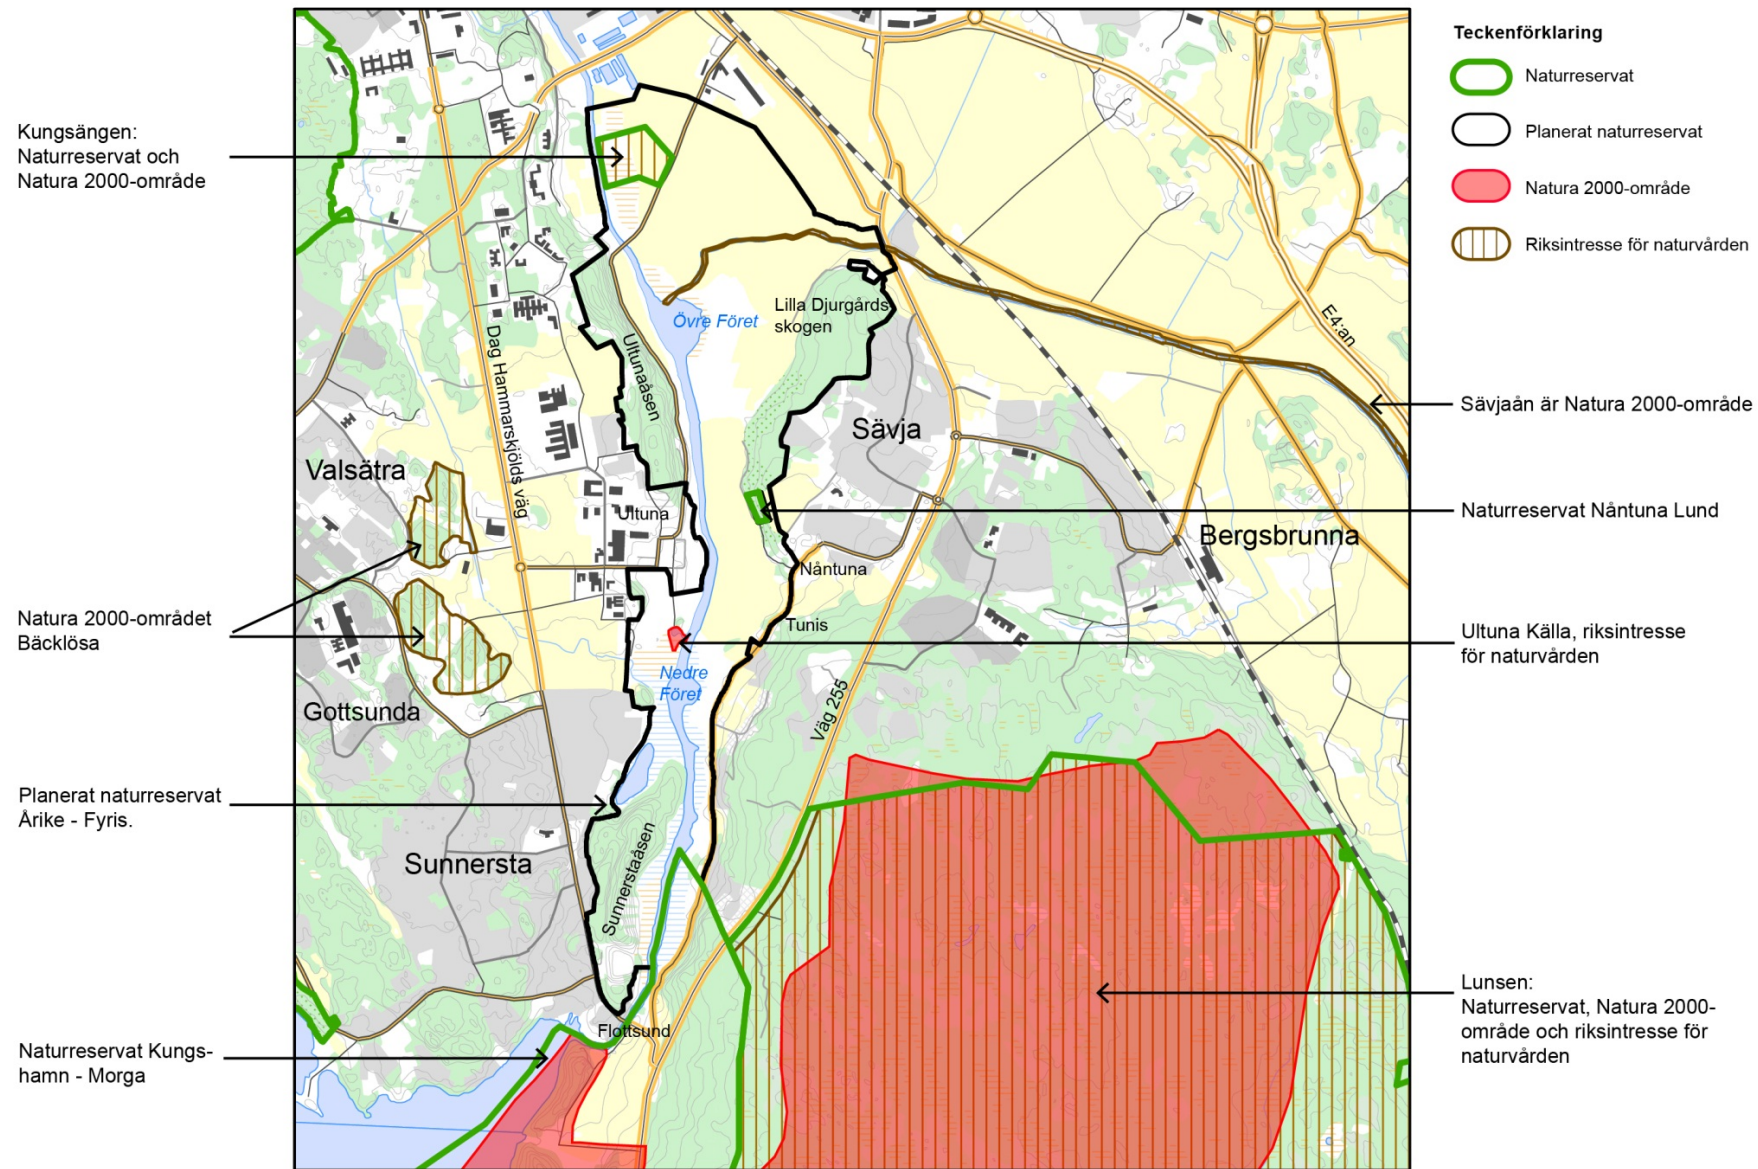 Teckenförklaring
Naturreservat
Planerat naturreservat
Natura 2000-område
Riksintresse för naturvården
Kungsängen:
Naturreservat och
Natura 2000-område
Natura 2000-området
Bäcklösa
Planerat naturreservat
Årike - Fyris.
Naturreservat Kungs-
hamn - Morga
Sävjaån är Natura 2000-område
Naturreservat Nåntuna Lund
Ultuna Källa, riksintresse
för naturvården
Lunsen:
Naturreservat, Natura 2000-
område och riksintresse för
naturvården
Lilla Djurgårds
skogen
Övre Föret
E4:an
Ultunaåsen
Dag Hammarskjölds väg
Sävja
Valsätra
Ultuna
Bergsbrunna
Nåntuna
Tunis
Nedre
Föret
Väg 255
Gottsunda
Sunnersta
Sunnerstaåsen
Flottsund